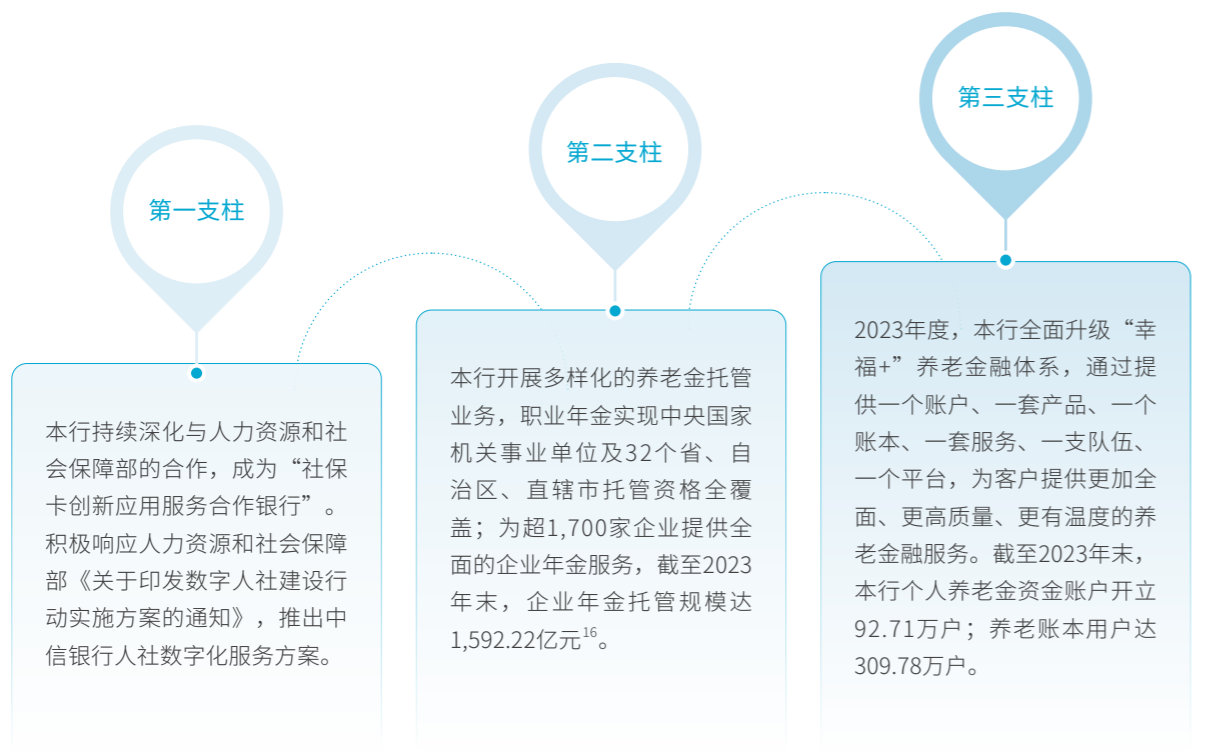 第一支柱
本行持续深化与人力资源和社
会保障部的合作，成为“社保
卡创新应用服务合作银行”。
积极响应人力资源和社会保障
部《关于印发数字人社建设行
动实施方案的通知》，推出中
信银行人社数字化服务方案。
第二支柱
本行开展多样化的养老金托管
业务，职业年金实现中央国家
机关事业单位及32个省、自
治区、直辖市托管资格全覆
盖；为超1,700家企业提供全
面的企业年金服务，截至2023
年末，企业年金托管规模达
1,592.22亿元16。
第三支柱
2023年度，本行全面升级“幸
福+”养老金融体系，通过提
供一个账户、一套产品、一个
账本、一套服务、一支队伍、
一个平台，为客户提供更加全
面、更高质量、更有温度的养
老金融服务。截至2023年末，
本行个人养老金资金账户开立
92.71万户；养老账本用户达
309.78万户。